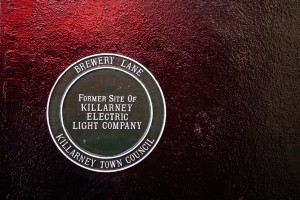 BREWERY LANE
FORMER SITE OF
KILLARNEY
ELECTRIC
LIGHT COMPANY
KILLARNEY TOWN COUNCIL